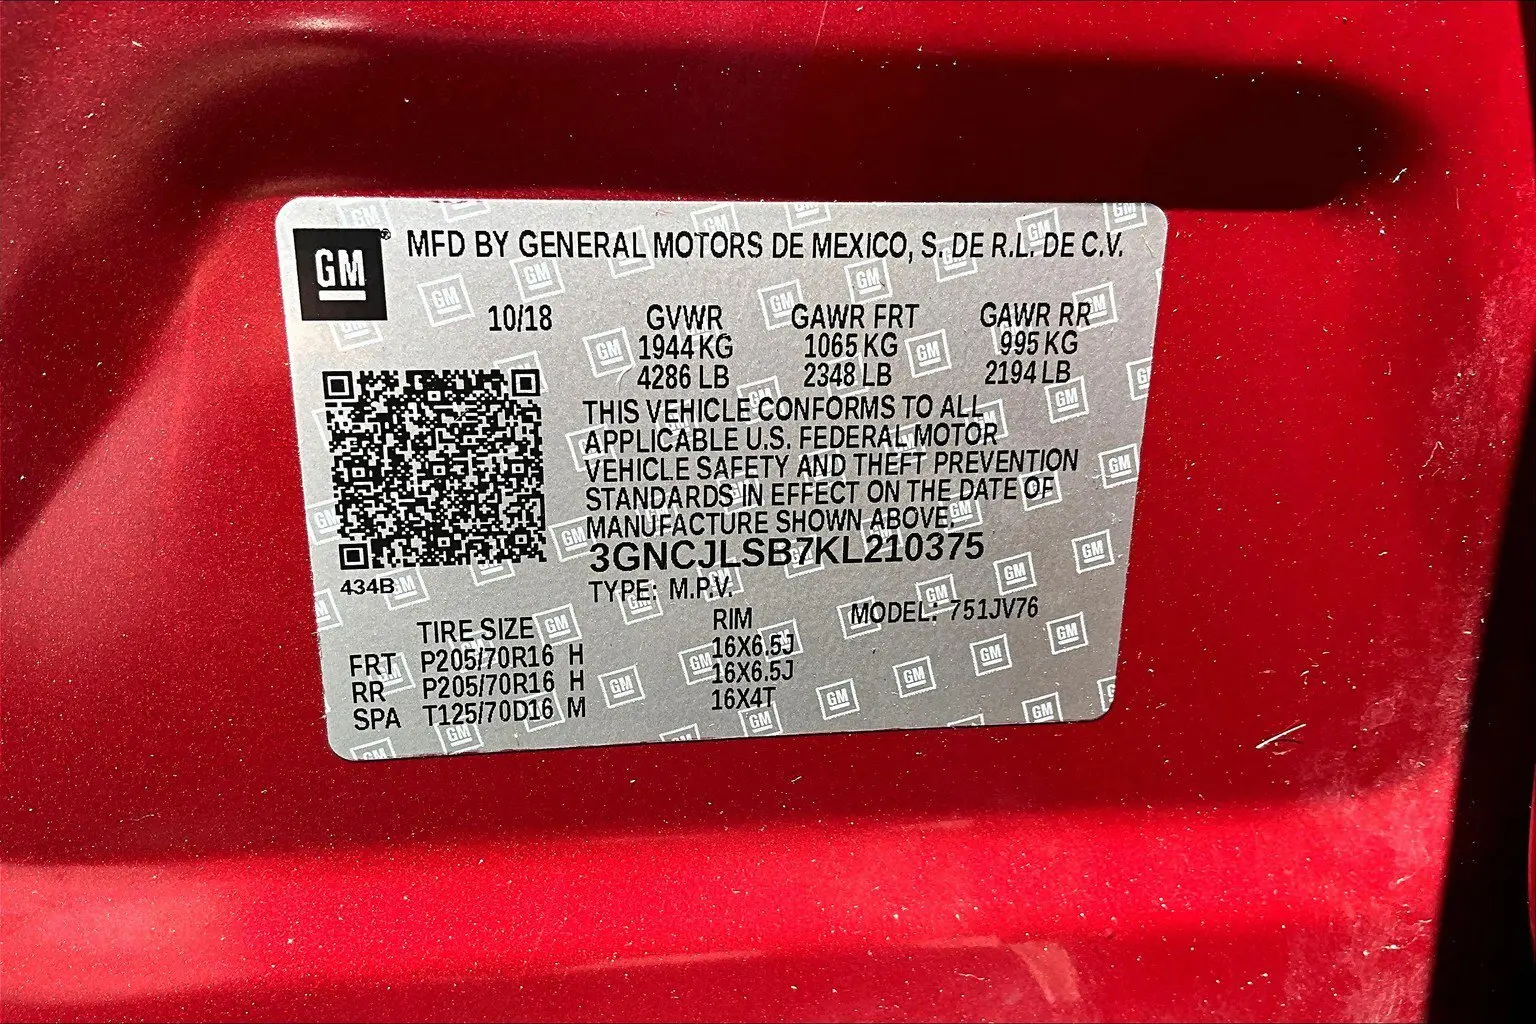 GM® MFD BY GENERAL MOTORS DE MEXICO, S. DE R.L. DE C.V.
10/18 GVWR GAWR FRT GAWR RR
1944 KG 1065 KG 995 KG
4286 LB 2348 LB 2194 LB
THIS VEHICLE CONFORMS TO ALL
APPLICABLE U.S. FEDERAL MOTOR
VEHICLE SAFETY AND THEFT PREVENTION
STANDARDS IN EFFECT ON THE DATE OF
MANUFACTURE SHOWN ABOVE.
3GNCJLSB7KL210375
434B TYPE: M.P.V.
MODEL: 751JV76
TIRE SIZE RIM
FRT P205/70R16 H 16X6.5J
RR P205/70R16 H 16X6.5J
SPA T125/70D16 M 16X4T